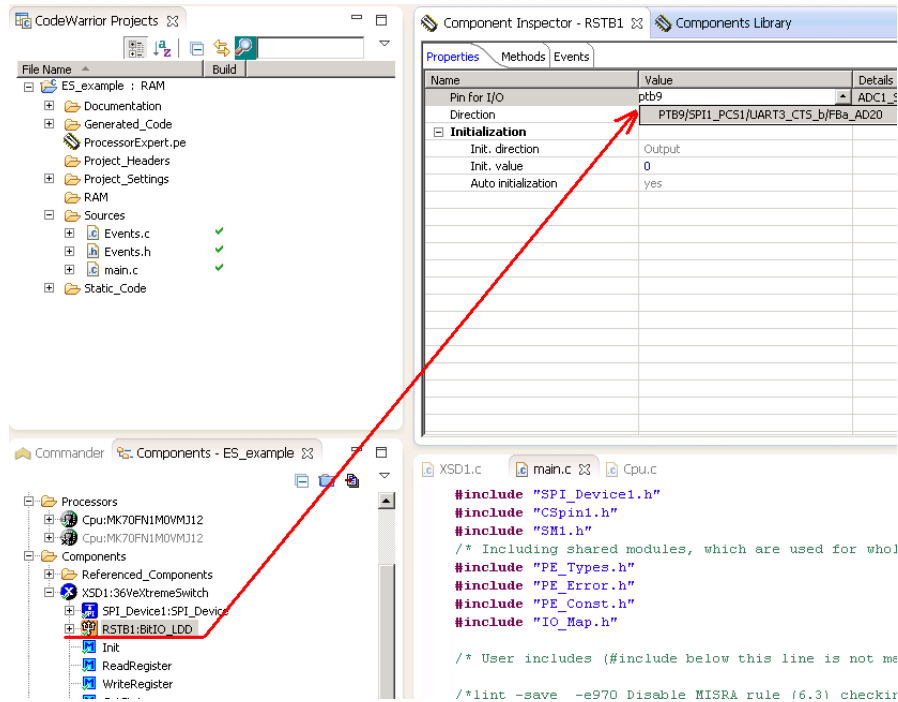 CodeWarrior Projects
File Name Build
ES_example : RAM
Documentation
Generated_Code
ProcessorExpert.pe
Project_Headers
Project_Settings
RAM
Sources
Events.c
Events.h
main.c
Static_Code
Component Inspector - RSTB1 Components Library
Properties Methods Events
Name Value Details
Pin for I/O ptb9 ADC1_S
Direction PTB9/SPI1_PCS1/UART3_CTS_b/FBa_AD20
Initialization
Init. direction Output
Init. value 0
Auto initialization yes
Commander Components - ES_example
Processors
Cpu:MK70FN1M0VMJ12
Cpu:MK70FN1M0VMJ12
Components
Referenced_Components
XSD1:36VeXtremeSwitch
SPI_Device1:SPI_Device
RSTB1:BitIO_LDD
Init
ReadRegister
WriteRegister
XSD1.c main.c Cpu.c
#include "SPI_Device1.h"
#include "CSpin1.h"
#include "SM1.h"
/* Including shared modules, which are used for whol
#include "PE_Types.h"
#include "PE_Error.h"
#include "PE_Const.h"
#include "IO_Map.h"
/* User includes (#include below this line is not ma
/*lint -save -e970 Disable MISRA rule (6.3) checkin